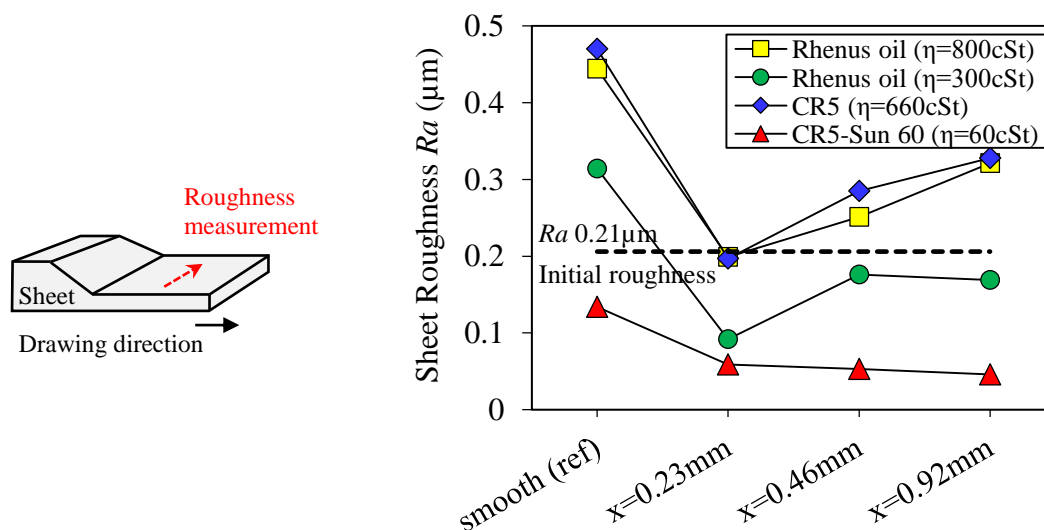 Roughness
measurement
Sheet
Drawing direction
Sheet Roughness Ra (µm)
0.5
0.4
0.3
0.2
0.1
0
Rhenus oil (η=800cSt)
Rhenus oil (η=300cSt)
CR5 (η=660cSt)
CR5-Sun 60 (η=60cSt)
Ra 0.21µm
Initial roughness
smooth (ref)
x=0.23mm
x=0.46mm
x=0.92mm